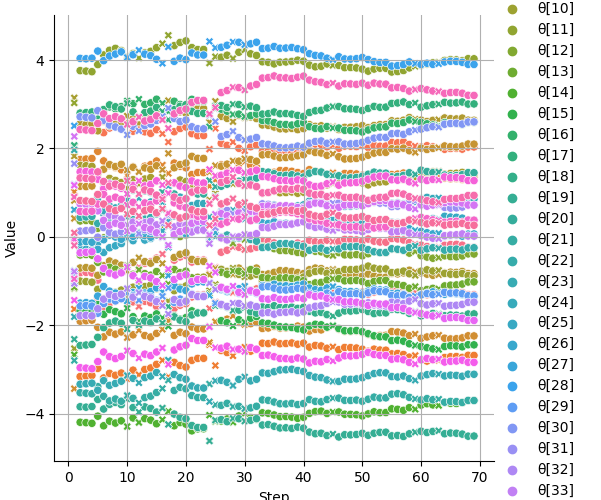 θ[10]
θ[11]
θ[12]
θ[13]
θ[14]
θ[15]
θ[16]
θ[17]
θ[18]
θ[19]
θ[20]
θ[21]
θ[22]
θ[23]
θ[24]
θ[25]
θ[26]
θ[27]
θ[28]
θ[29]
θ[30]
θ[31]
θ[32]
θ[33]
Value
4
2
0
−2
−4
0 10 20 30 40 50 60 70
Step